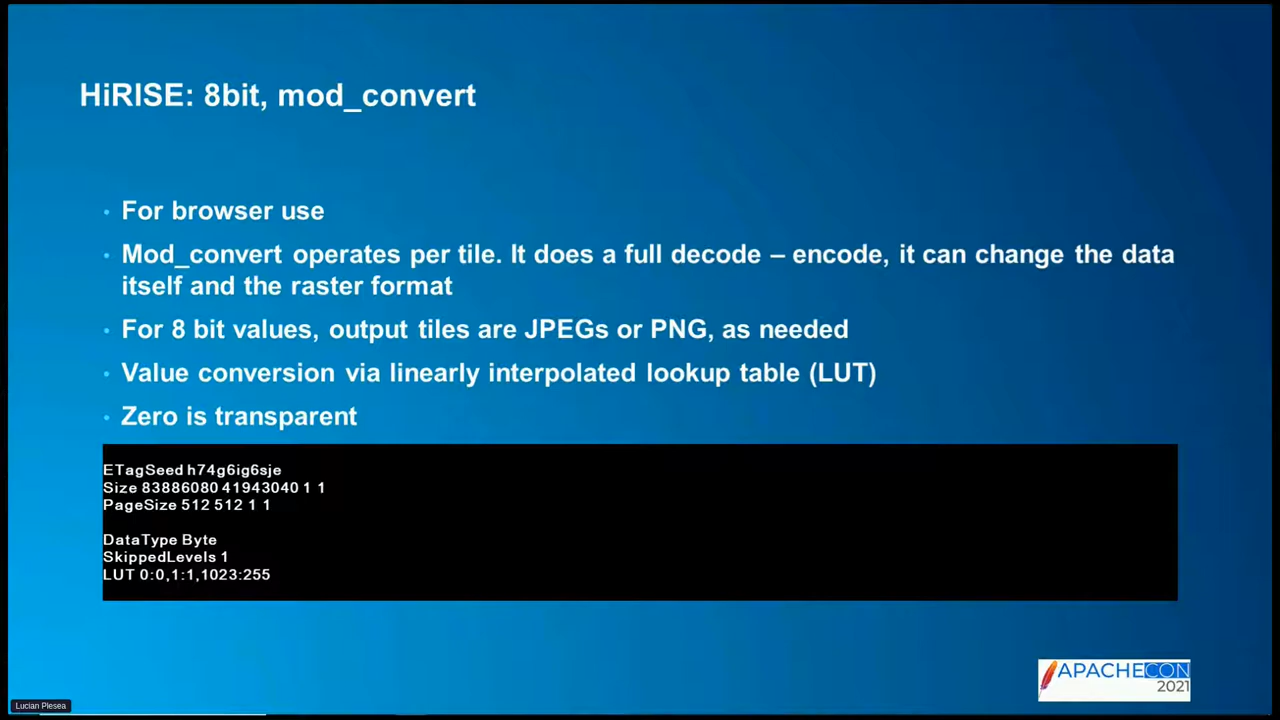 HiRISE: 8bit, mod_convert
• For browser use
• Mod_convert operates per tile. It does a full decode – encode, it can change the data
itself and the raster format
• For 8 bit values, output tiles are JPEGs or PNG, as needed
• Value conversion via linearly interpolated lookup table (LUT)
• Zero is transparent
ETagSeed h74g6ig6sje
Size 83886080 41943040 1 1
PageSize 512 512 1 1
DataType Byte
SkippedLevels 1
LUT 0:0,1:1,1023:255
APACHECON
2021
Lucian Plesea